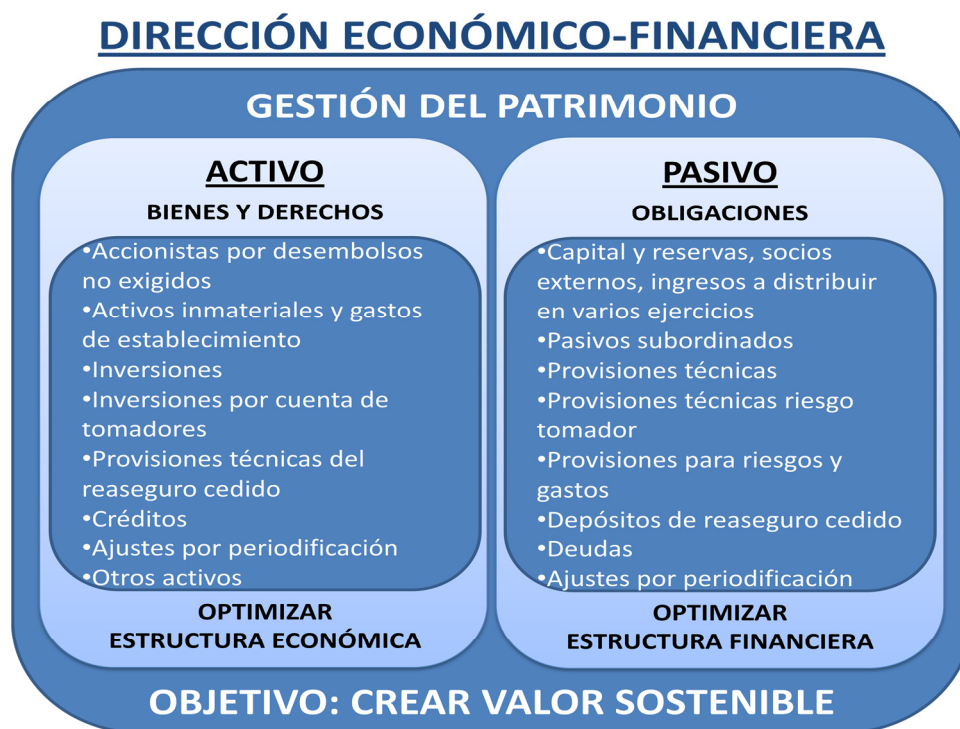 DIRECCIÓN ECONÓMICO-FINANCIERA
GESTIÓN DEL PATRIMONIO
ACTIVO
BIENES Y DERECHOS
•Accionistas por desembolsos
no exigidos
•Activos inmateriales y gastos
de establecimiento
•Inversiones
•Inversiones por cuenta de
tomadores
•Provisiones técnicas del
reaseguro cedido
•Créditos
•Ajustes por periodificación
•Otros activos
OPTIMIZAR
ESTRUCTURA ECONÓMICA
PASIVO
OBLIGACIONES
•Capital y reservas, socios
externos, ingresos a distribuir
en varios ejercicios
•Pasivos subordinados
•Provisiones técnicas
•Provisiones técnicas riesgo
tomador
•Provisiones para riesgos y
gastos
•Depósitos de reaseguro cedido
•Deudas
•Ajustes por periodificación
OPTIMIZAR
ESTRUCTURA FINANCIERA
OBJETIVO: CREAR VALOR SOSTENIBLE